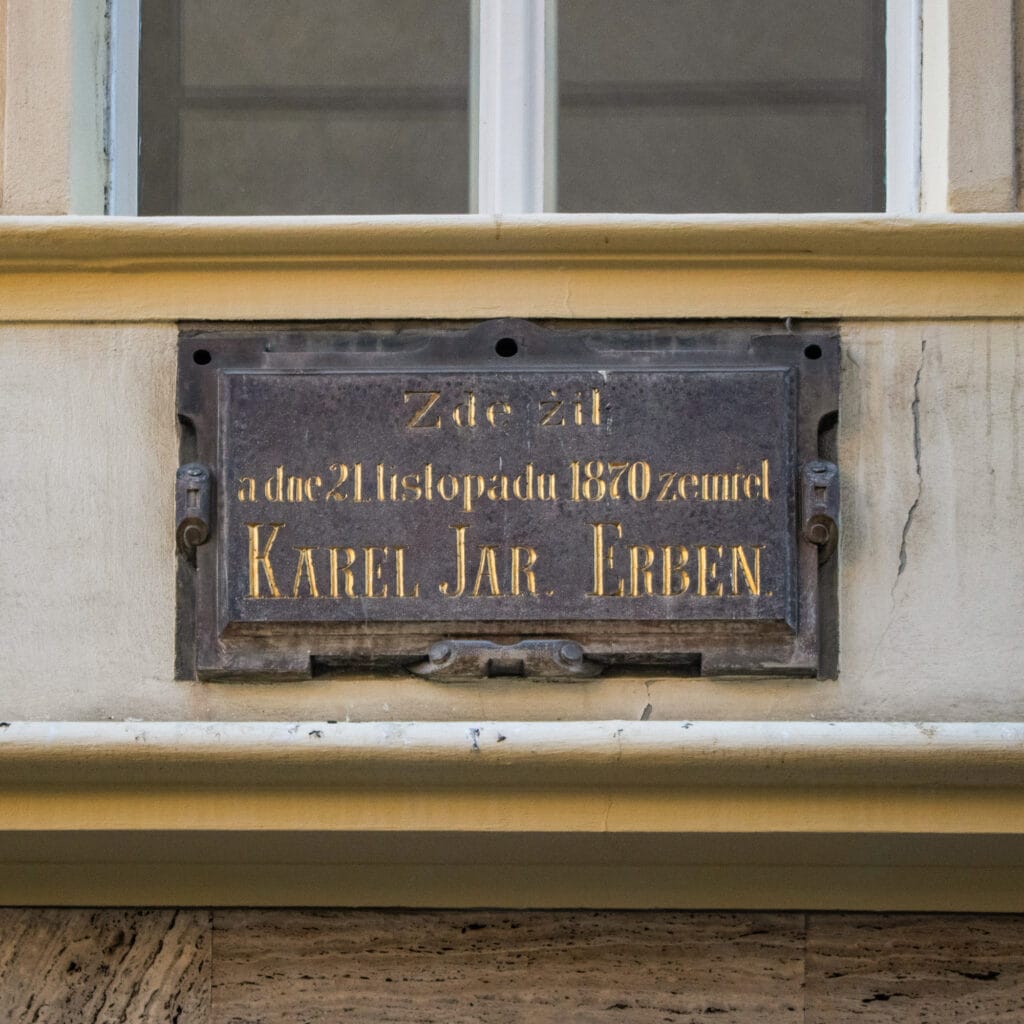 Zde žil
a dne 21. listopadu 1870 zemřel
KAREL JAR. ERBEN.